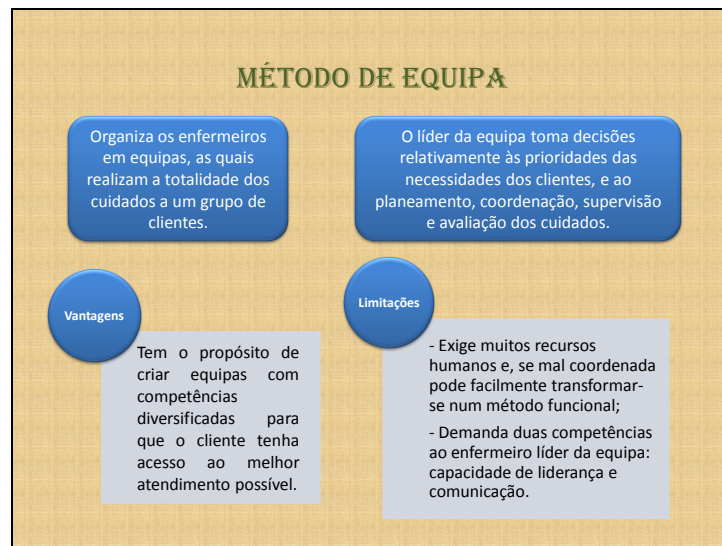 MÉTODO DE EQUIPA
Organiza os enfermeiros
em equipas, as quais
realizam a totalidade dos
cuidados a um grupo de
clientes.
O líder da equipa toma decisões
relativamente às prioridades das
necessidades dos clientes, e ao
planeamento, coordenação, supervisão
e avaliação dos cuidados.
Vantagens
Tem o propósito de
criar equipas com
competências
diversificadas para
que o cliente tenha
acesso ao melhor
atendimento possível.
Limitações
- Exige muitos recursos
humanos e, se mal coordenada
pode facilmente transformar-
se num método funcional;
- Demanda duas competências
ao enfermeiro líder da equipa:
capacidade de liderança e
comunicação.